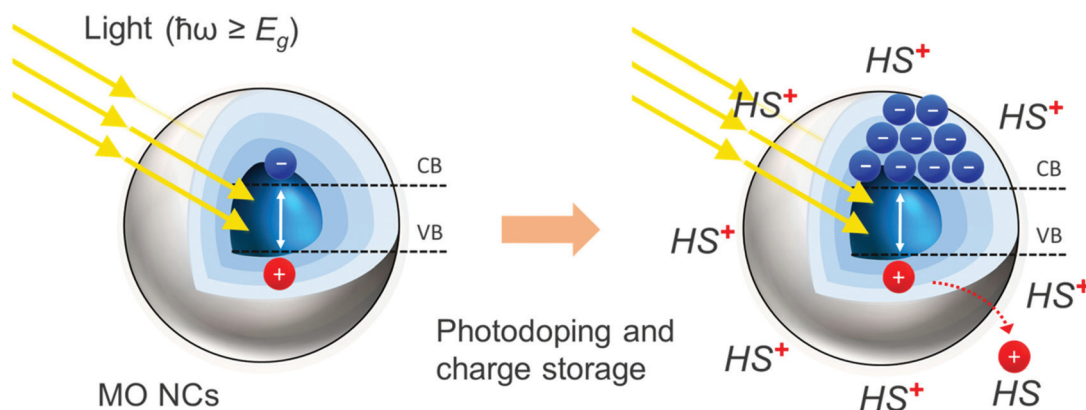 Light (ħω ≥ Eg)
−
CB
VB
+
MO NCs
Photodoping and
charge storage
HS+
HS+
HS+
− −
− − −
− − − −
CB
HS+
VB
+
HS+
HS+
+
HS+
HS